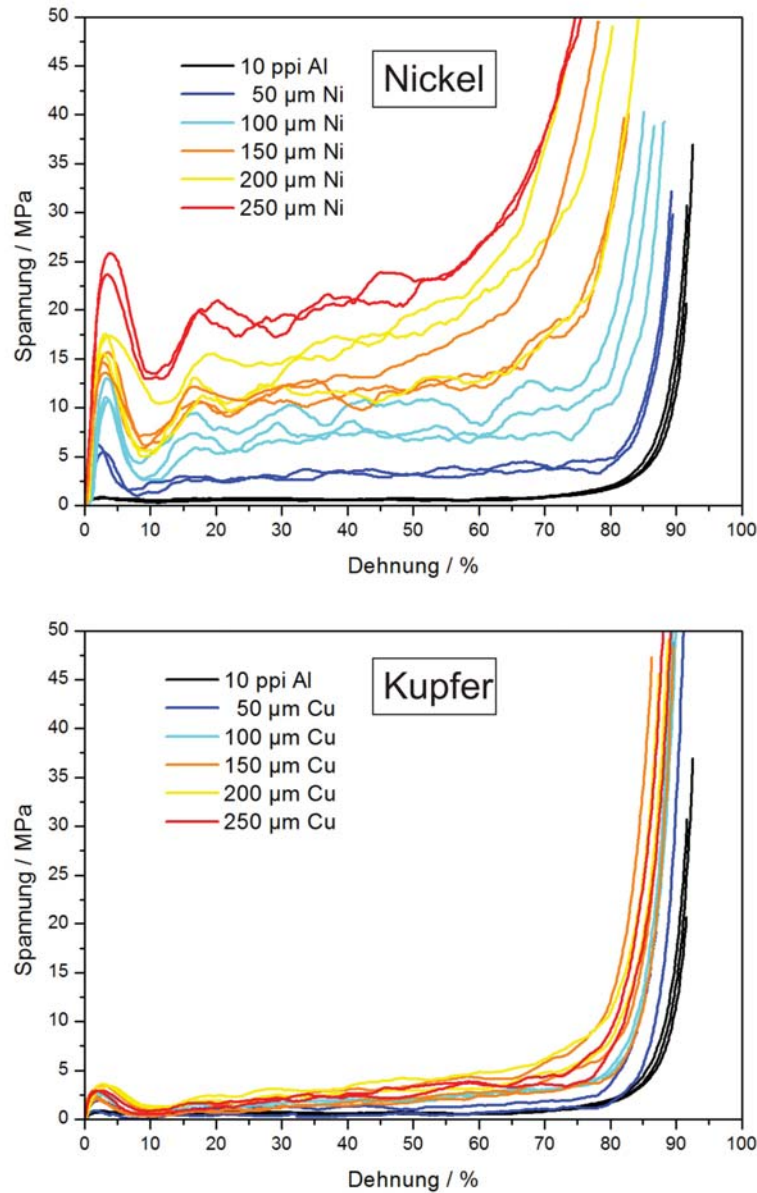 50
45
40
35
30
25
20
15
10
5
0
Spannung / MPa
10 ppi Al
50 µm Ni
100 µm Ni
150 µm Ni
200 µm Ni
250 µm Ni
Nickel
0 10 20 30 40 50 60 70 80 90 100
Dehnung / %
50
45
40
35
30
25
20
15
10
5
0
Spannung / MPa
10 ppi Al
50 µm Cu
100 µm Cu
150 µm Cu
200 µm Cu
250 µm Cu
Kupfer
0 10 20 30 40 50 60 70 80 90 100
Dehnung / %